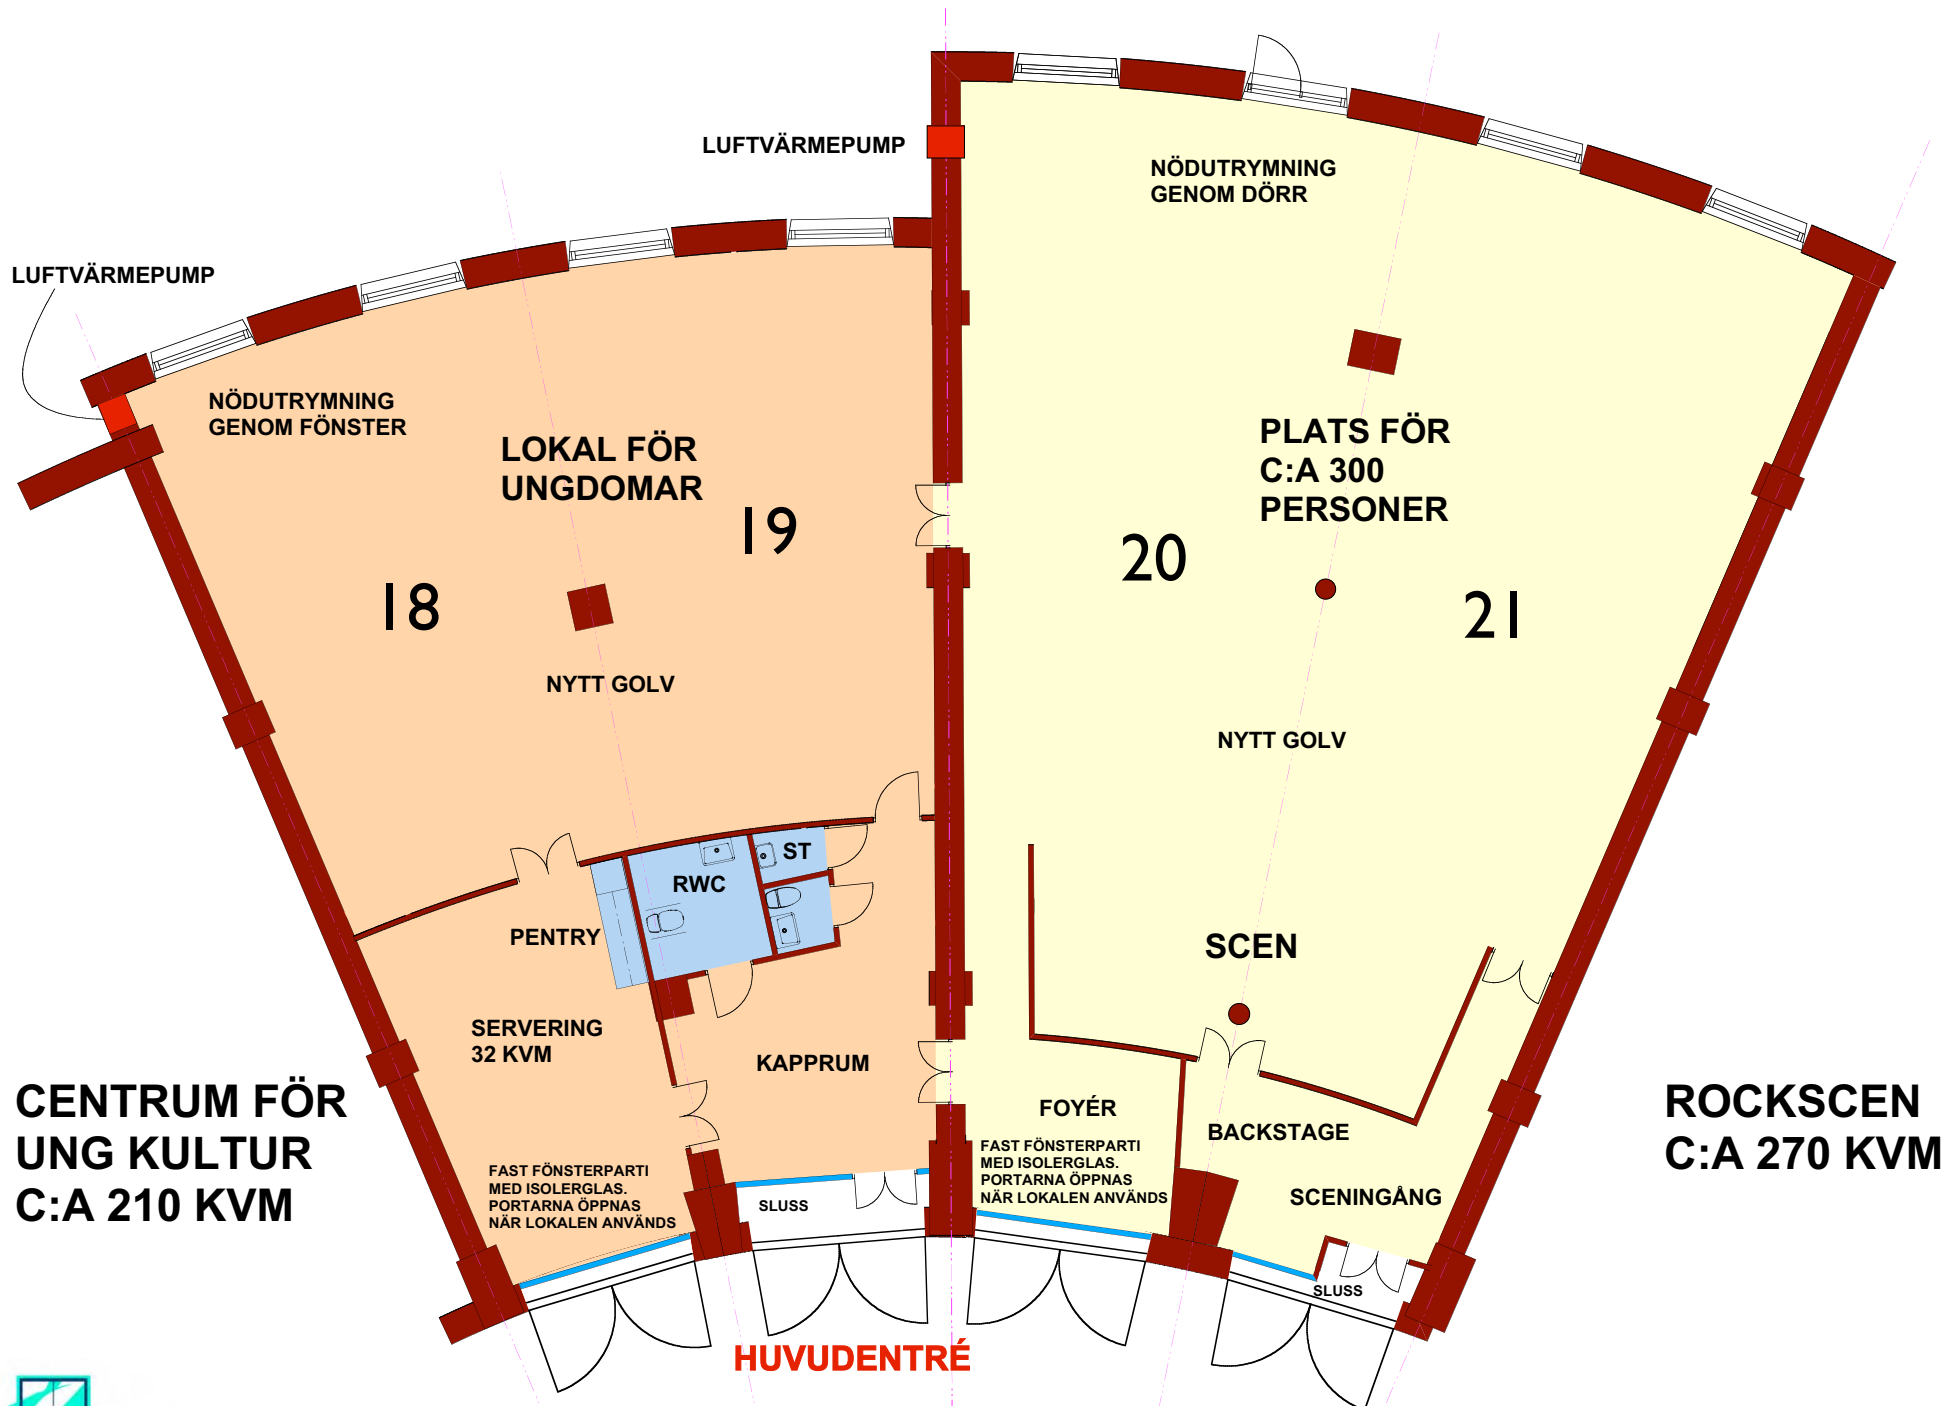 LUFTVÄRMEPUMP
NÖDUTRYMNING
GENOM DÖRR
LUFTVÄRMEPUMP
NÖDUTRYMNING
GENOM FÖNSTER
LOKAL FÖR
UNGDOMAR
PLATS FÖR
C:A 300
PERSONER
19
20
18
21
NYTT GOLV
NYTT GOLV
ST
RWC
PENTRY
SCEN
SERVERING
32 KVM
KAPPRUM
CENTRUM FÖR
UNG KULTUR
C:A 210 KVM
FOYÉR
BACKSTAGE
ROCKSCEN
C:A 270 KVM
FAST FÖNSTERPARTI
MED ISOLERGLAS.
PORTARNA ÖPPNAS
NÄR LOKALEN ANVÄNDS
FAST FÖNSTERPARTI
MED ISOLERGLAS.
PORTARNA ÖPPNAS
NÄR LOKALEN ANVÄNDS
SLUSS
SCENINGÅNG
SLUSS
HUVUDENTRÉ